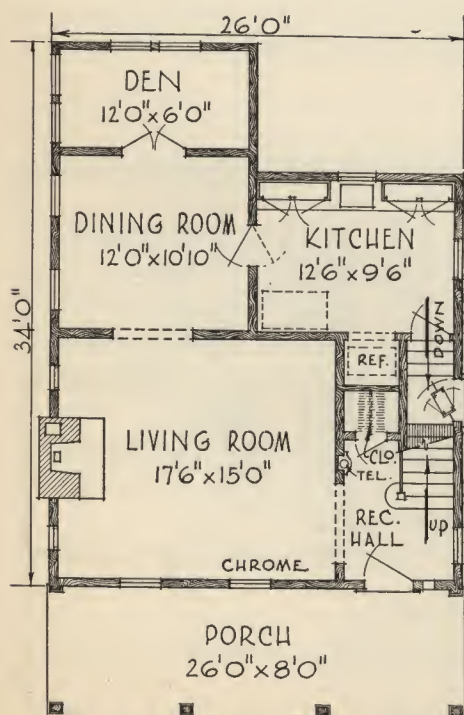 26'0"
DEN
12'0"x6'0"
DINING ROOM
12'0"x10'10"
KITCHEN
12'6"x9'6"
34'0"
DOWN
REF.
LIVING ROOM
17'6"x15'0"
CLO.
TEL.
REC.
HALL
UP
CHROME
PORCH
26'0"x8'0"